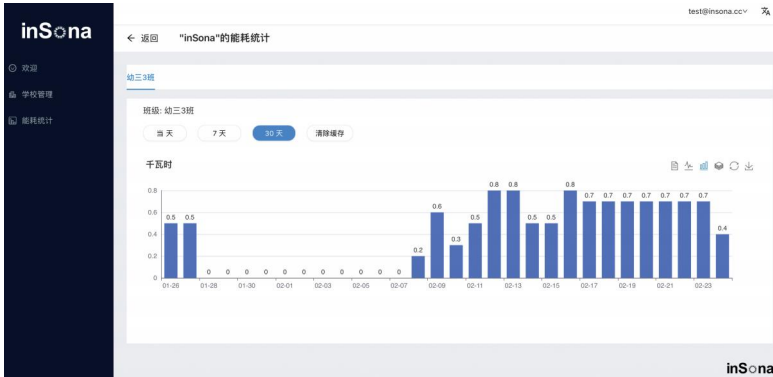 test@insona.cc
inSona
← 返回 "inSona"的能耗统计
欢迎
学校管理
能耗统计
幼三3班
班级: 幼三3班
当天 7天 30天 清除缓存
千瓦时
0.8
0.6
0.4
0.2
0
0.5 0.5 0 0 0 0 0 0 0 0 0 0 0 0.2 0.6 0.3 0.5 0.8 0.8 0.5 0.5 0.8 0.7 0.7 0.7 0.7 0.7 0.7 0.7 0.4
01-26 01-28 01-30 02-01 02-03 02-05 02-07 02-09 02-11 02-13 02-15 02-17 02-19 02-21 02-23
inSona